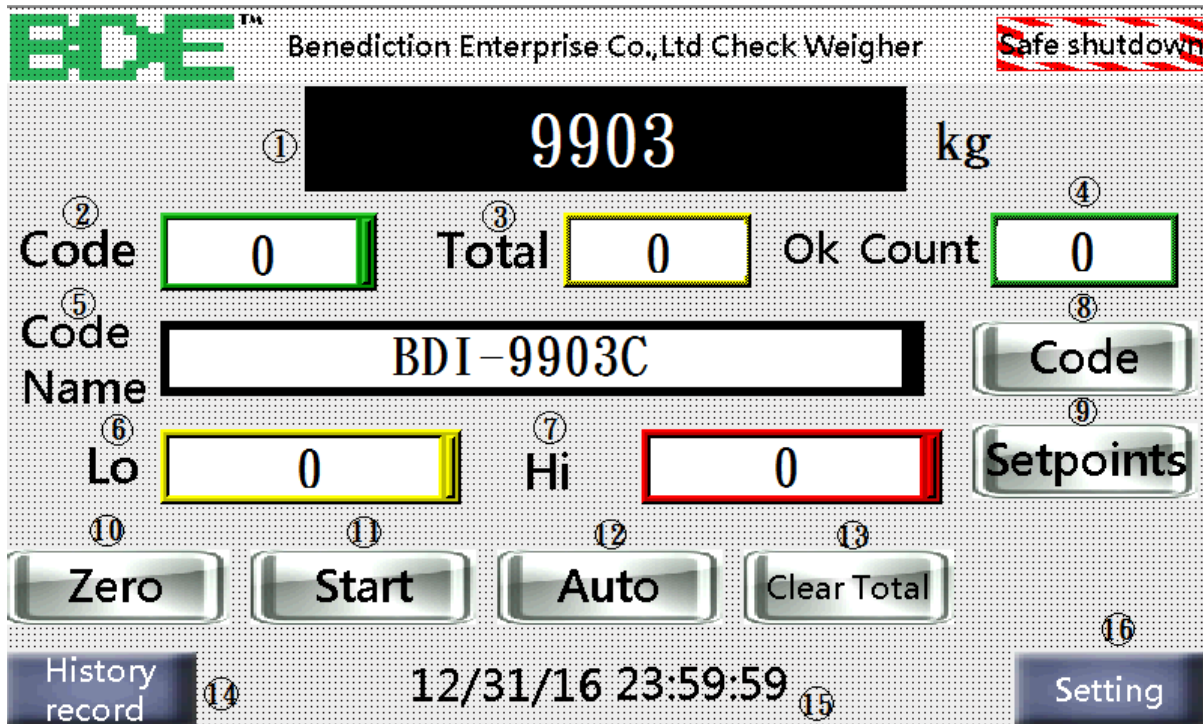 BDE™
Benediction Enterprise Co.,Ltd Check Weigher
Safe shutdown
① 9903 kg
② ③ ④
Code 0 Total 0 Ok Count 0
⑤ ⑧
Code Name BDI-9903C Code
⑥ ⑦ ⑨
Lo 0 Hi 0 Setpoints
⑩ ⑪ ⑫ ⑬
Zero Start Auto Clear Total
⑯
History record ⑭ 12/31/16 23:59:59 ⑮ Setting